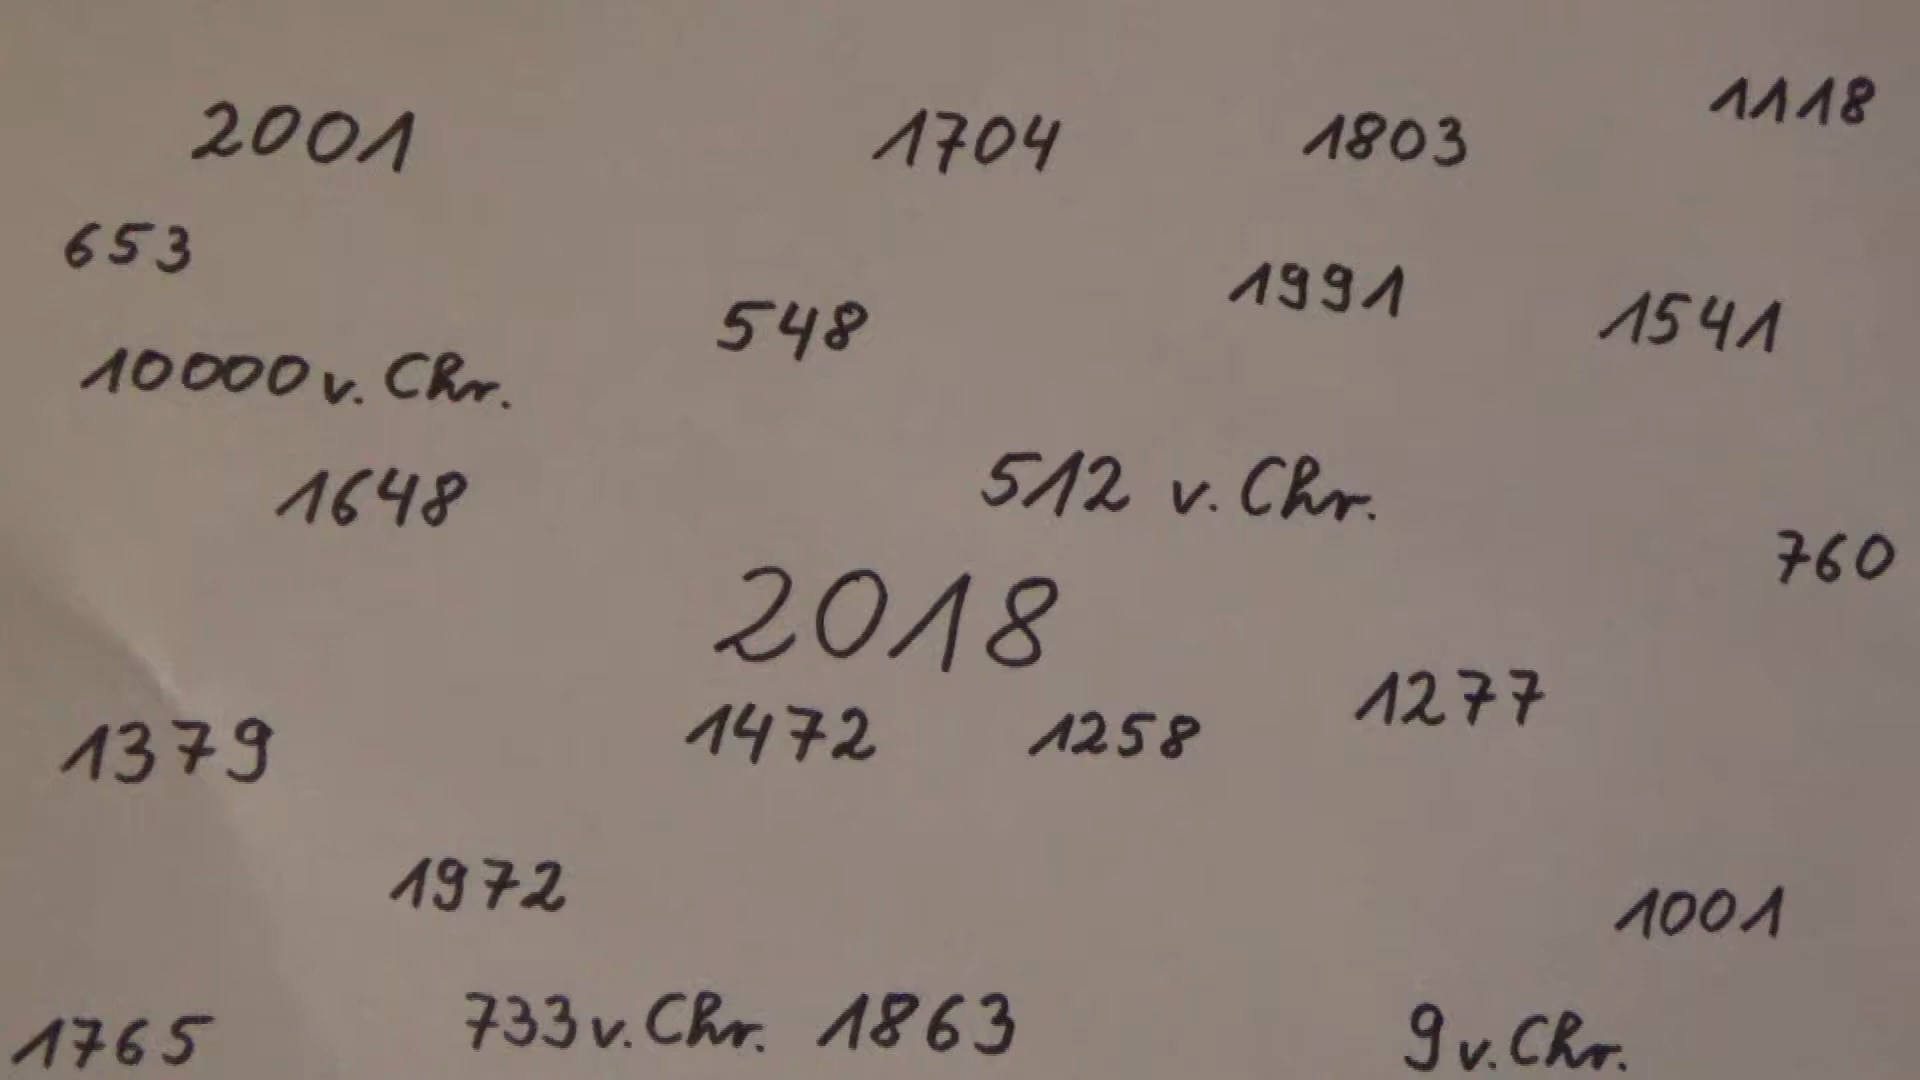 2001 1704 1803 1118
653 548 1991 1541
10000 v. Chr.
1648 512 v. Chr. 760
2018
1379 1472 1258 1277
1972 1001
1765 733 v. Chr. 1863 9 v. Chr.